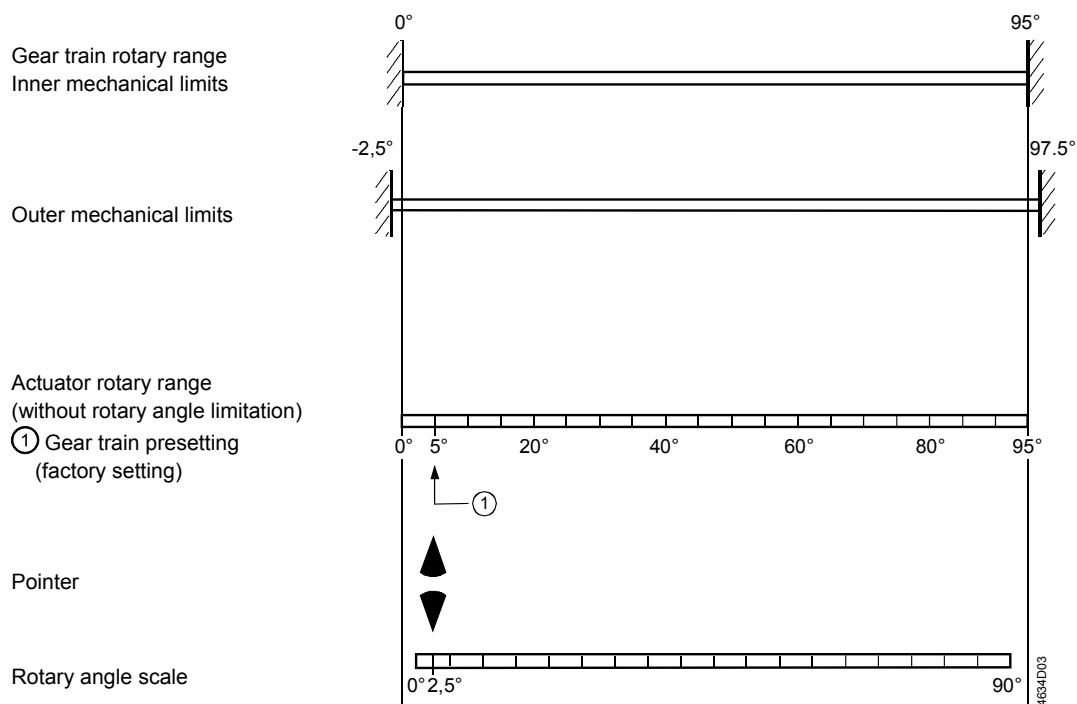 0° 95°
Gear train rotary range
Inner mechanical limits
-2,5° 97.5°
Outer mechanical limits
Actuator rotary range
(without rotary angle limitation)
① Gear train presetting
(factory setting)
0° 5° 20° 40° 60° 80° 95°
①
Pointer
Rotary angle scale
0° 2,5° 90°
4634D03